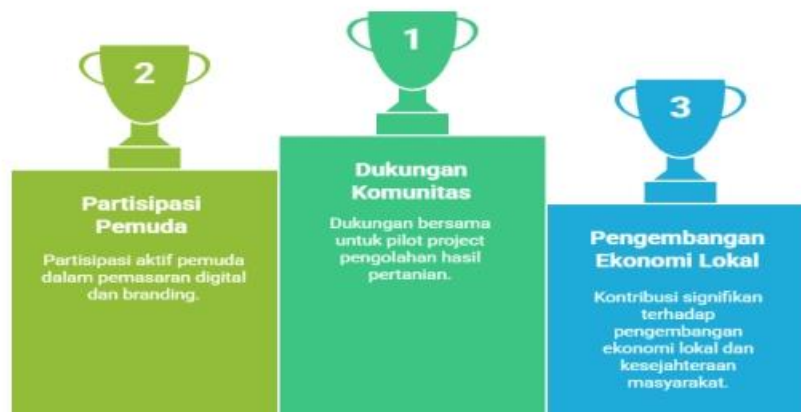 2
Partisipasi
Pemuda
Partisipasi aktif pemuda
dalam pemasaran digital
dan branding.
1
Dukungan
Komunitas
Dukungan bersama
untuk pilot project
pengolahan hasil
pertanian.
3
Pengembangan
Ekonomi Lokal
Kontribusi signifikan
terhadap
pengembangan
ekonomi lokal dan
kesejahteraan
masyarakat.